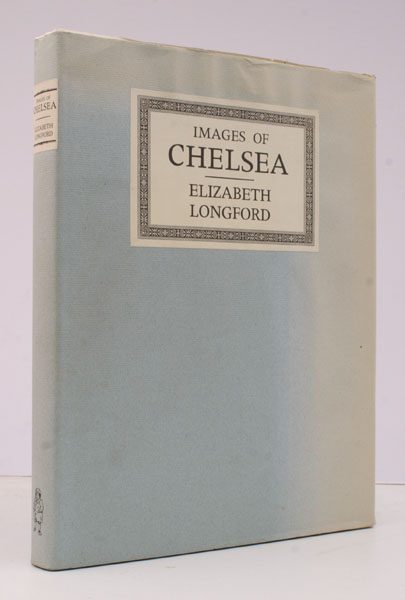 IMAGES OF
CHELSEA
ELIZABETH
LONGFORD
IMAGES OF
CHELSEA
ELIZABETH
LONGFORD